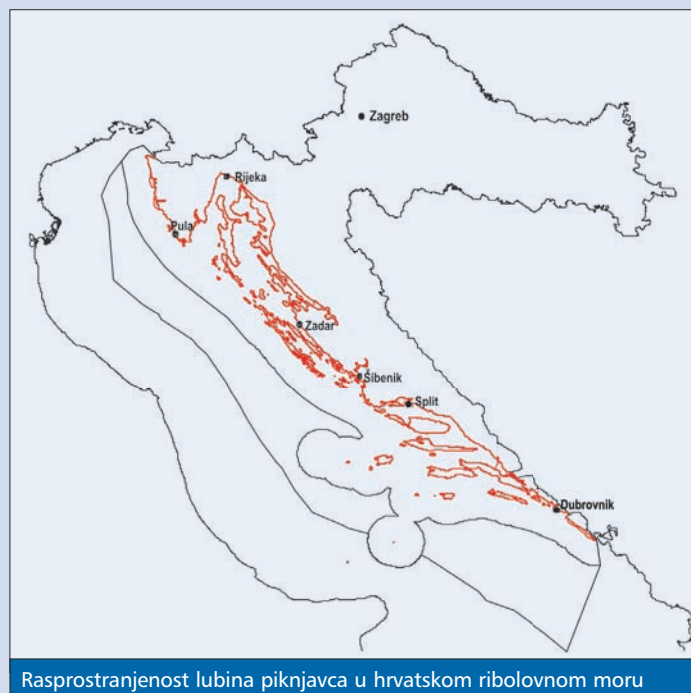 Zagreb
Rijeka
Pula
Zadar
Šibenik
Split
Dubrovnik
Rasprostranjenost lubina piknjavca u hrvatskom ribolovnom moru